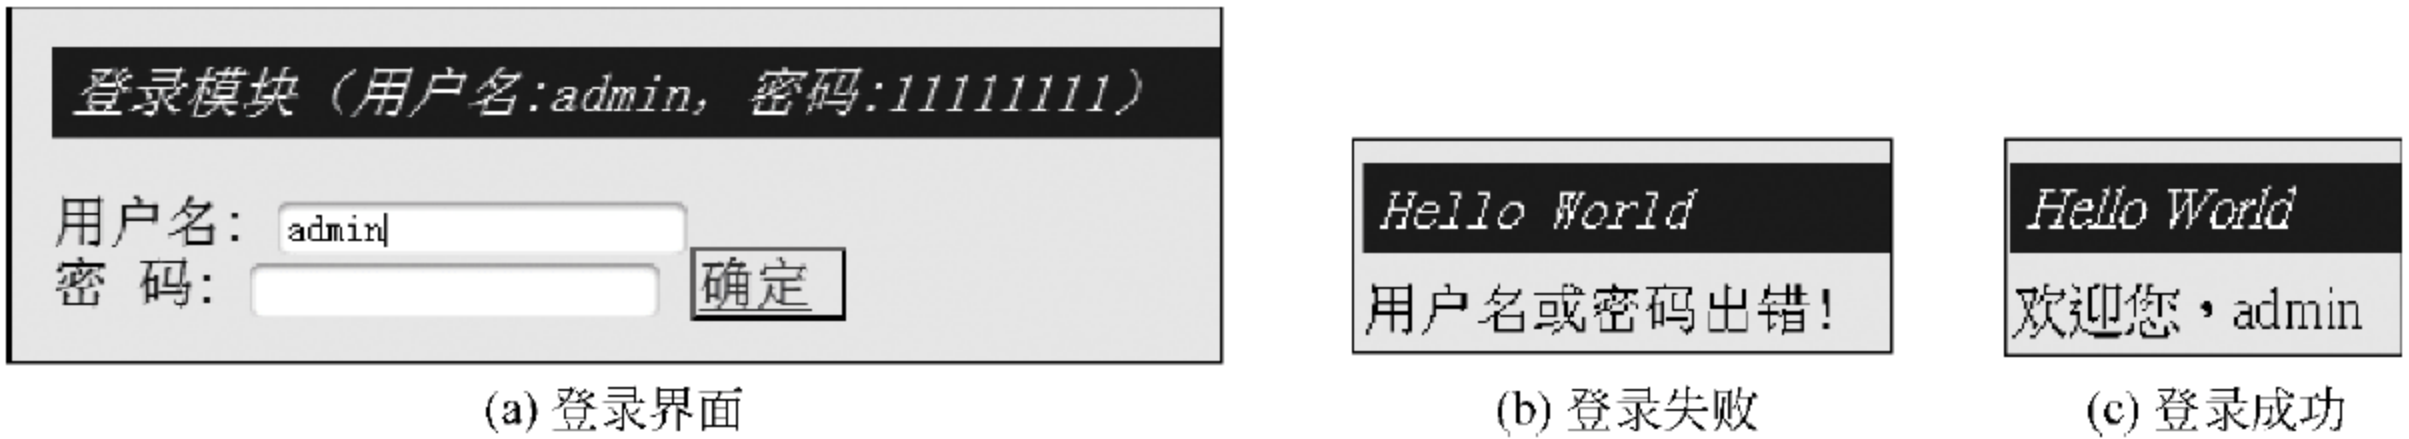 登录模块（用户名:admin, 密码:11111111）
用户名: admin
密 码: 确定
(a) 登录界面
Hello World
用户名或密码出错!
(b) 登录失败
Hello World
欢迎您，admin
(c) 登录成功